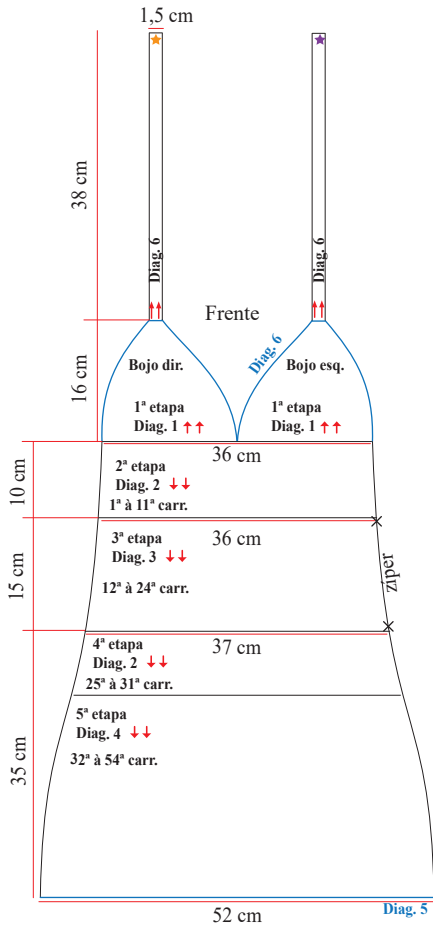 1,5 cm
38 cm
Diag. 6
Diag. 6
Frente
16 cm
Diag. 6
Bojo dir.
Bojo esq.
1ª etapa
Diag. 1
1ª etapa
Diag. 1
36 cm
10 cm
2ª etapa
Diag. 2
1ª à 11ª carr.
36 cm
15 cm
3ª etapa
Diag. 3
12ª à 24ª carr.
zíper
37 cm
4ª etapa
Diag. 2
25ª à 31ª carr.
35 cm
5ª etapa
Diag. 4
32ª à 54ª carr.
Diag. 5
52 cm